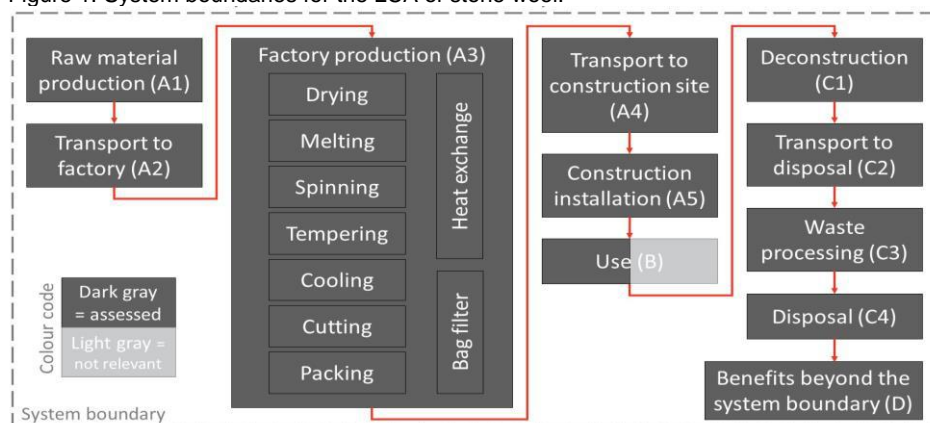 Figure 1. System boundaries for the LCA of stone wool.
Raw material
production (A1)
Transport to
factory (A2)
Factory production (A3)
Drying
Melting
Spinning
Tempering
Cooling
Cutting
Packing
Heat exchange
Bag filter
Transport to
construction site
(A4)
Construction
installation (A5)
Use (B)
Deconstruction
(C1)
Transport to
disposal (C2)
Waste
processing (C3)
Disposal (C4)
Benefits beyond the
system boundary (D)
Colour code
Dark gray
= assessed
Light gray =
not relevant
System boundary